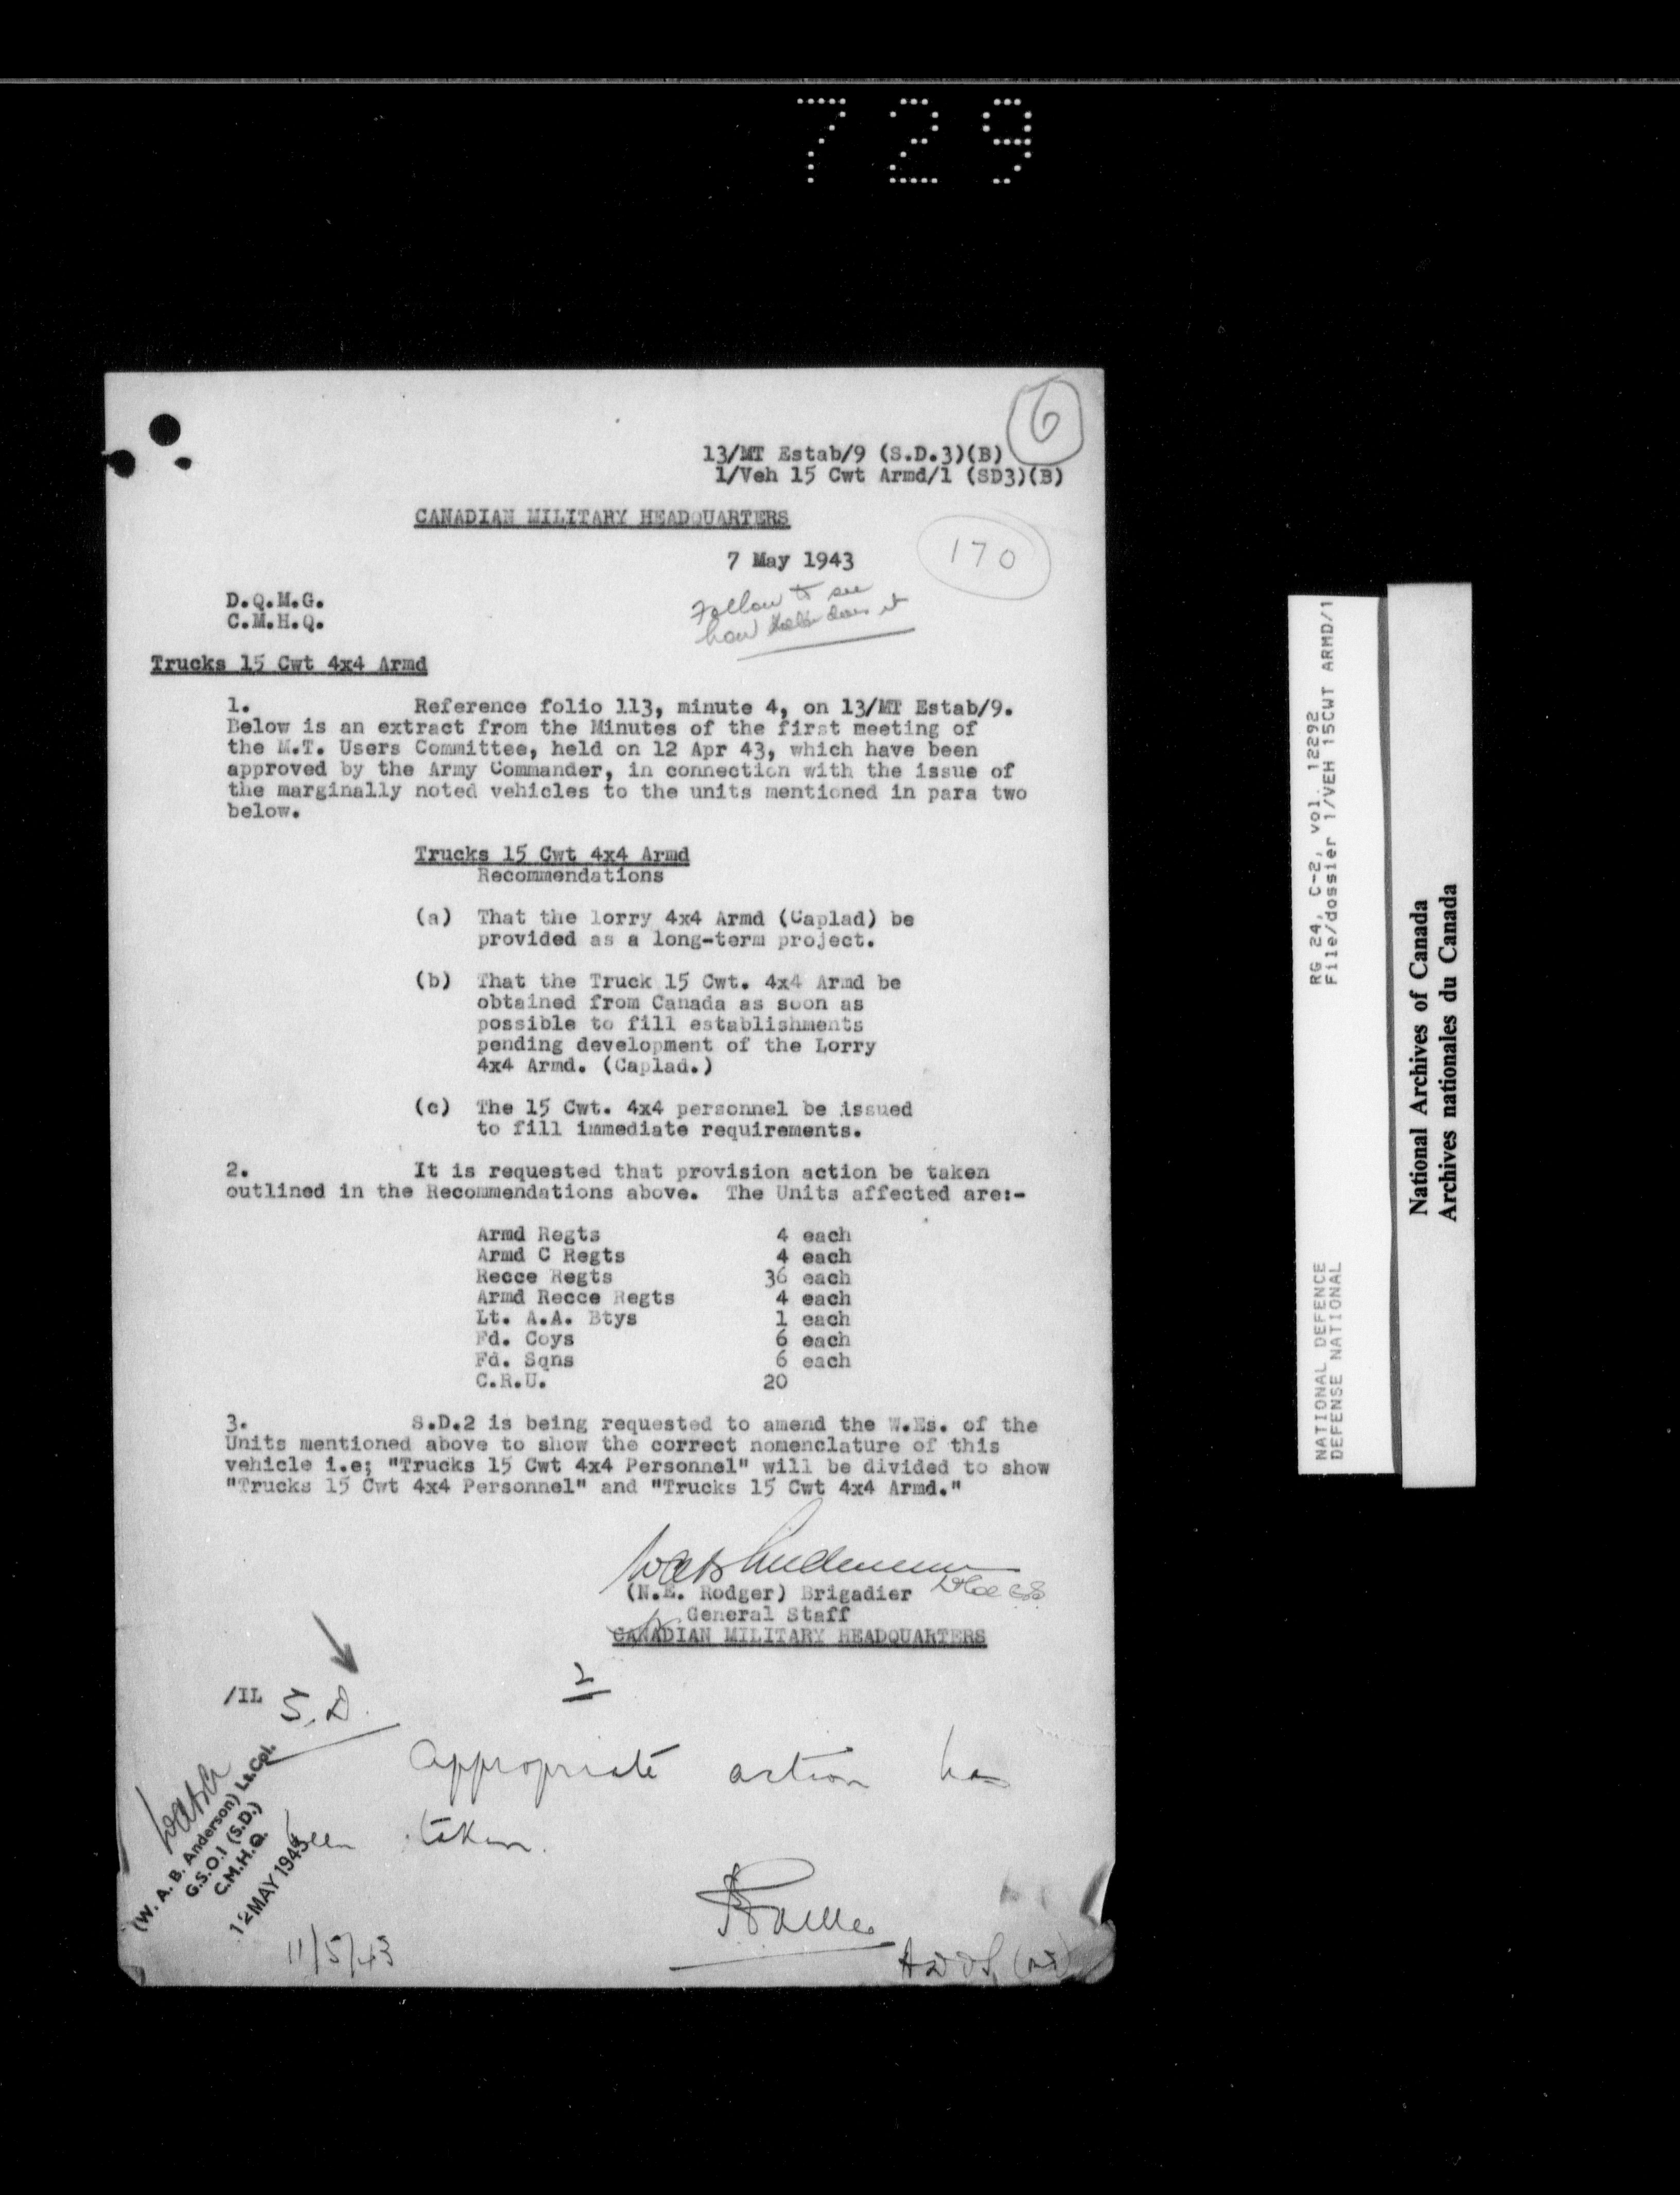 729
6
13/MT Estab/9 (S.D.3)(B)
1/Veh 15 Cwt Armd/1 (SD3)(B)
CANADIAN MILITARY HEADQUARTERS
7 May 1943
170
Follow to see
how does it
D.Q.M.G.
C.M.H.Q.
Trucks 15 Cwt 4x4 Armd
1. Reference folio 113, minute 4, on 13/MT Estab/9.
Below is an extract from the Minutes of the first meeting of
the M.T. Users Committee, held on 12 Apr 43, which have been
approved by the Army Commander, in connection with the issue of
the marginally noted vehicles to the units mentioned in para two
below.
Trucks 15 Cwt 4x4 Armd
Recommendations
(a) That the lorry 4x4 Armd (Caplad) be
provided as a long-term project.
(b) That the Truck 15 Cwt. 4x4 Armd be
obtained from Canada as soon as
possible to fill establishments
pending development of the Lorry
4x4 Armd. (Caplad.)
(c) The 15 Cwt. 4x4 personnel be issued
to fill immediate requirements.
2. It is requested that provision action be taken
outlined in the Recommendations above. The Units affected are:-
Armd Regts 4 each
Armd C Regts 4 each
Recce Regts 36 each
Armd Recce Regts 4 each
Lt. A.A. Btys 1 each
Fd. Coys 6 each
Fd. Sqns 6 each
C.R.U. 20
3. S.D.2 is being requested to amend the W.Es. of the
Units mentioned above to show the correct nomenclature of this
vehicle i.e; "Trucks 15 Cwt 4x4 Personnel" will be divided to show
"Trucks 15 Cwt 4x4 Personnel" and "Trucks 15 Cwt 4x4 Armd."
(N.E. Rodger) Brigadier
General Staff
CANADIAN MILITARY HEADQUARTERS
2
/IL
S.D.
Appropriate action has
been taken.
(W. A. B. Anderson) Lt.Col.
G.S.O.1 (S.D.)
C.M.H.Q.
12 MAY 1943
11/5/43
RG 24, C-2, vol. 12292
File/dossier 1/VEH 15CWT ARMD/1
NATIONAL DEFENCE
DEFENSE NATIONAL
National Archives of Canada
Archives nationales du Canada